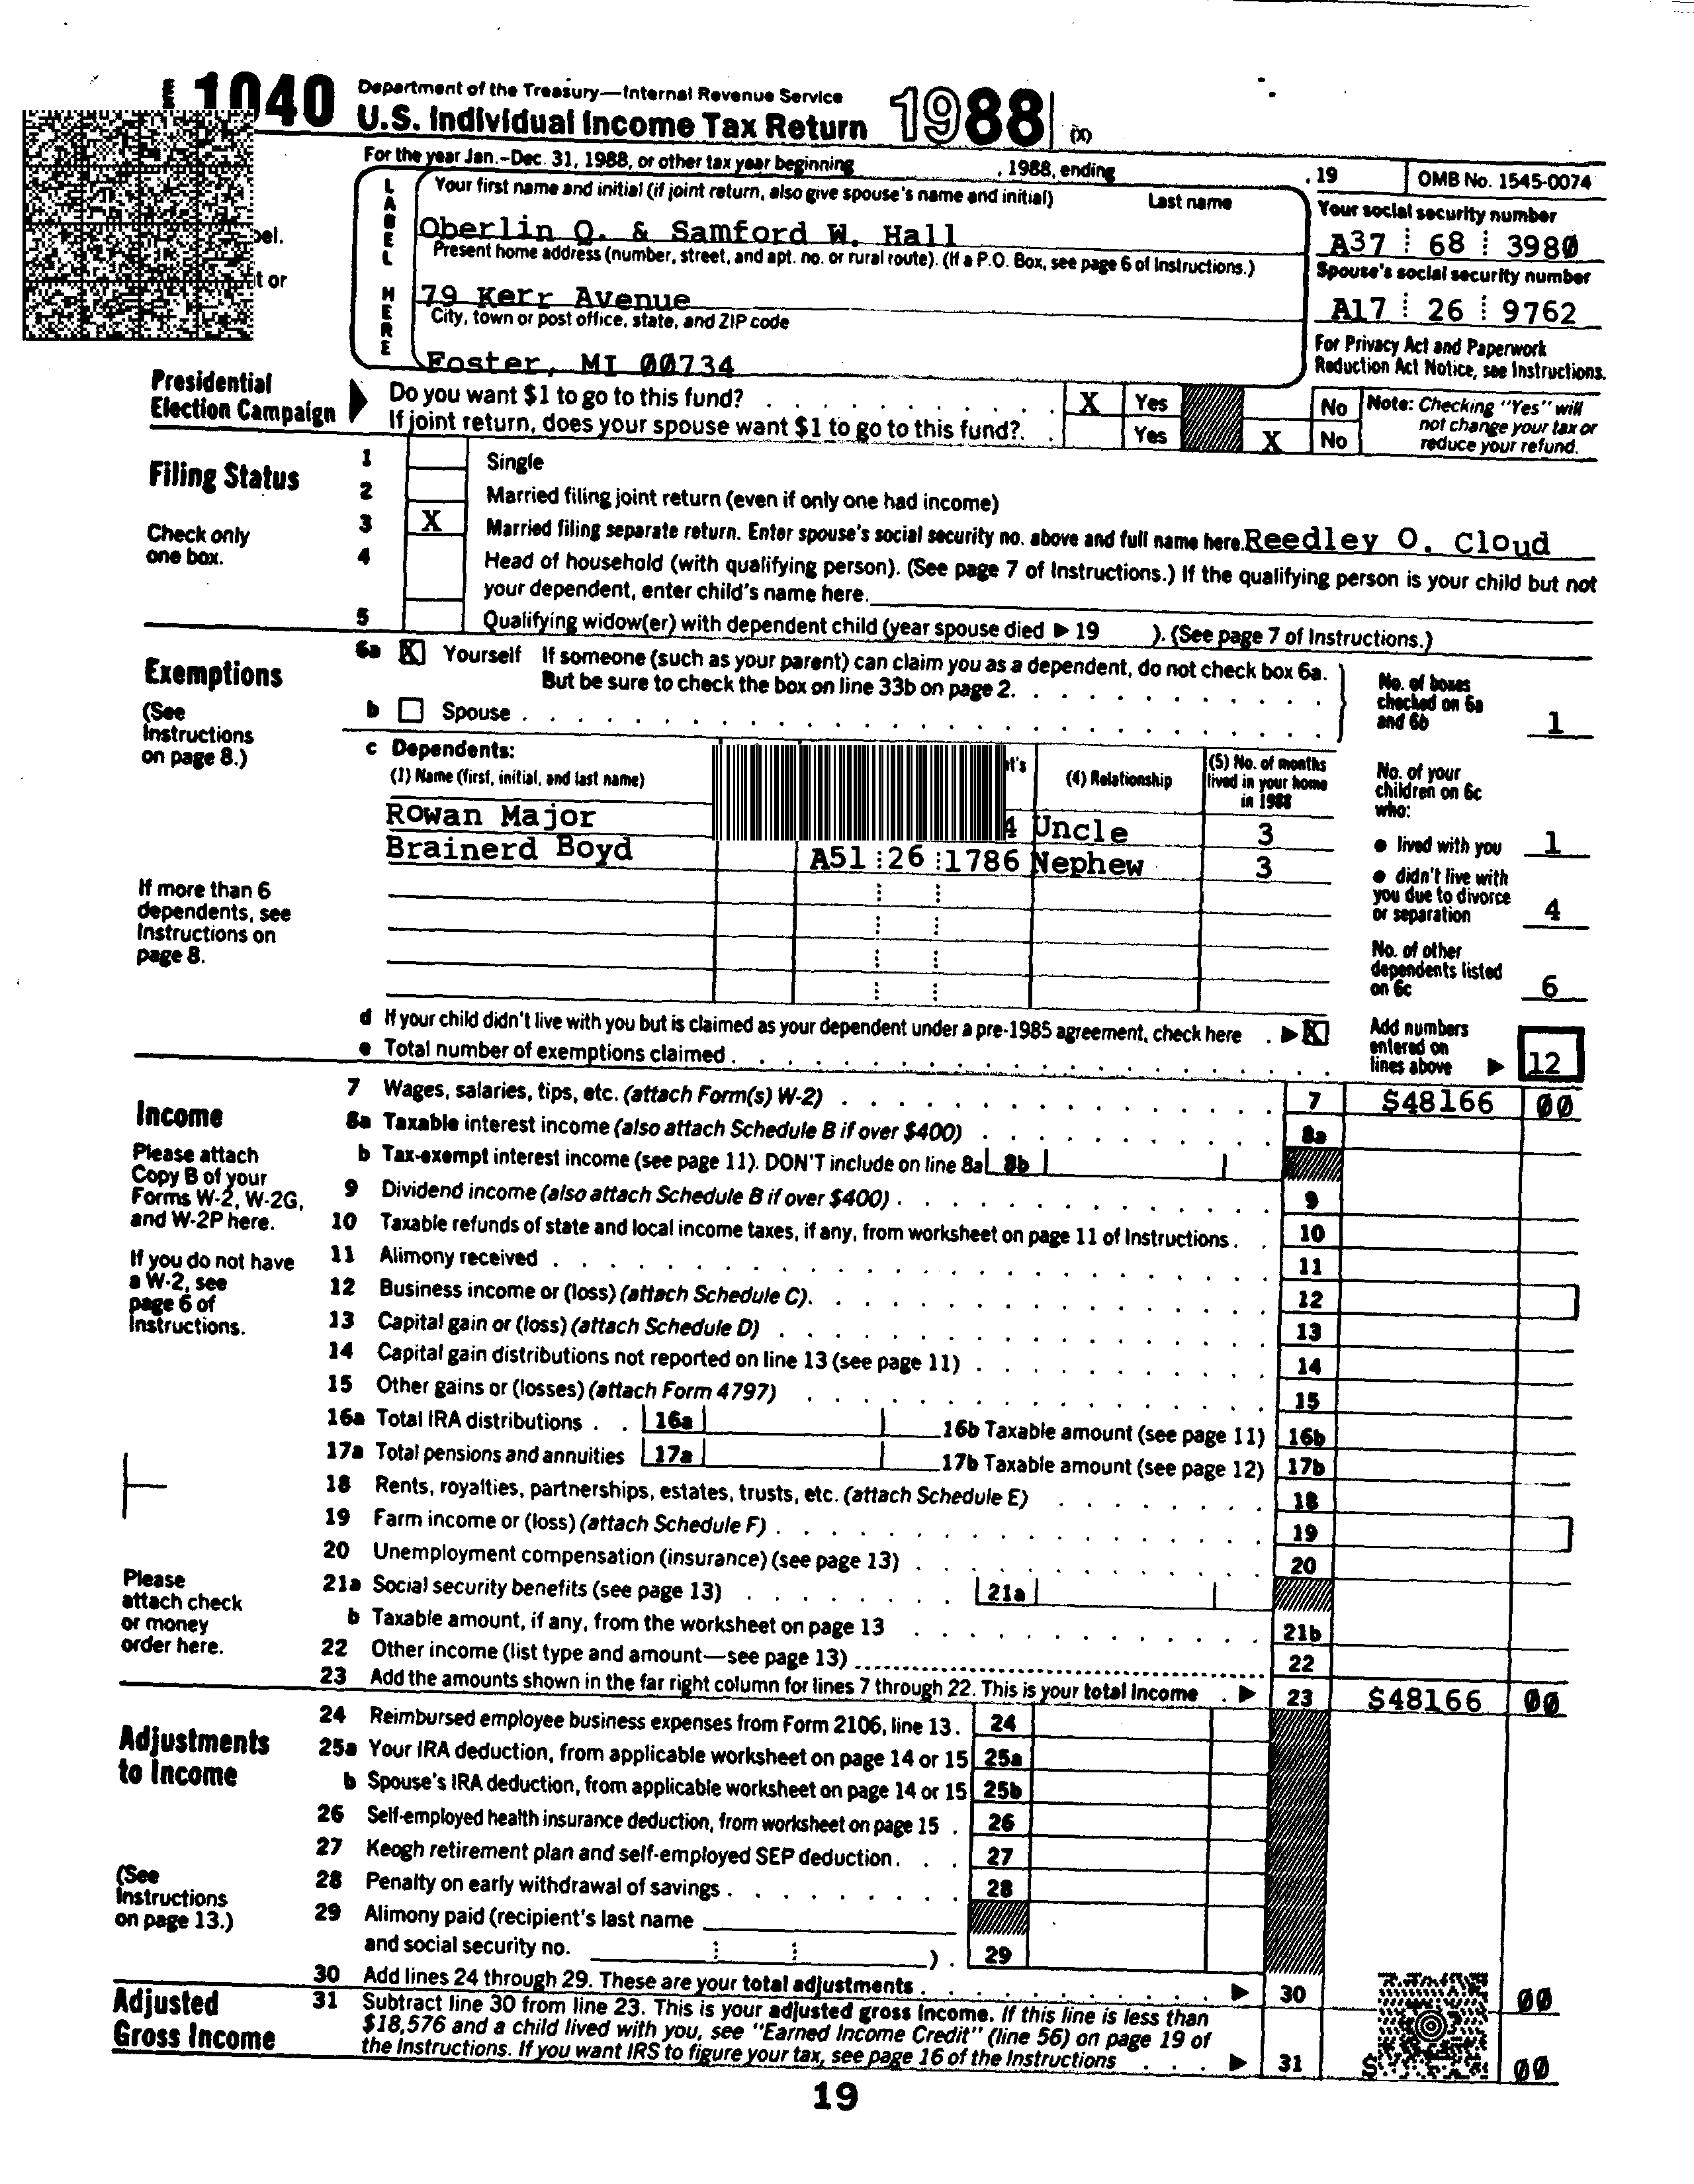 1040 Department of the Treasury—Internal Revenue Service
U.S. Individual Income Tax Return 1988 (X)
For the year Jan.-Dec. 31, 1988, or other tax year beginning , 1988, ending , 19 OMB No. 1545-0074
LABEL HERE
Your first name and initial (if joint return, also give spouse's name and initial) Last name
Oberlin Q. & Samford W. Hall
Your social security number
A37 68 3980
Present home address (number, street, and apt. no. or rural route). (If a P.O. Box, see page 6 of Instructions.)
79 Kerr Avenue
Spouse's social security number
A17 26 9762
City, town or post office, state, and ZIP code
Foster, MI 00734
For Privacy Act and Paperwork
Reduction Act Notice, see Instructions.
Presidential
Election Campaign
Do you want $1 to go to this fund? X Yes No
If joint return, does your spouse want $1 to go to this fund? Yes X No
Note: Checking "Yes" will
not change your tax or
reduce your refund.
Filing Status
Check only
one box.
1 Single
2 Married filing joint return (even if only one had income)
3 X Married filing separate return. Enter spouse's social security no. above and full name here. Reedley O. Cloud
4 Head of household (with qualifying person). (See page 7 of Instructions.) If the qualifying person is your child but not
your dependent, enter child's name here.
5 Qualifying widow(er) with dependent child (year spouse died ▶ 19 ). (See page 7 of Instructions.)
Exemptions
(See
Instructions
on page 8.)
6a X Yourself If someone (such as your parent) can claim you as a dependent, do not check box 6a.
But be sure to check the box on line 33b on page 2.
b Spouse
No. of boxes
checked on 6a
and 6b 1
c Dependents:
(1) Name (first, initial, and last name)
(4) Relationship
(5) No. of months
lived in your home
in 1988
Rowan Major 4 Uncle 3
Brainerd Boyd A51 26 1786 Nephew 3
If more than 6
dependents, see
Instructions on
page 8.
No. of your
children on 6c
who:
● lived with you 1
● didn't live with
you due to divorce
or separation 4
No. of other
dependents listed
on 6c 6
d If your child didn't live with you but is claimed as your dependent under a pre-1985 agreement, check here ▶ X
e Total number of exemptions claimed
Add numbers
entered on
lines above ▶ 12
Income
Please attach
Copy B of your
Forms W-2, W-2G,
and W-2P here.
If you do not have
a W-2, see
page 6 of
Instructions.
Please
attach check
or money
order here.
7 Wages, salaries, tips, etc. (attach Form(s) W-2) 7 $48166 00
8a Taxable interest income (also attach Schedule B if over $400) 8a
b Tax-exempt interest income (see page 11). DON'T include on line 8a 8b
9 Dividend income (also attach Schedule B if over $400) 9
10 Taxable refunds of state and local income taxes, if any, from worksheet on page 11 of Instructions 10
11 Alimony received 11
12 Business income or (loss) (attach Schedule C) 12
13 Capital gain or (loss) (attach Schedule D) 13
14 Capital gain distributions not reported on line 13 (see page 11) 14
15 Other gains or (losses) (attach Form 4797) 15
16a Total IRA distributions 16a 16b Taxable amount (see page 11) 16b
17a Total pensions and annuities 17a 17b Taxable amount (see page 12) 17b
18 Rents, royalties, partnerships, estates, trusts, etc. (attach Schedule E) 18
19 Farm income or (loss) (attach Schedule F) 19
20 Unemployment compensation (insurance) (see page 13) 20
21a Social security benefits (see page 13) 21a
b Taxable amount, if any, from the worksheet on page 13 21b
22 Other income (list type and amount—see page 13) 22
23 Add the amounts shown in the far right column for lines 7 through 22. This is your total income ▶ 23 $48166 00
Adjustments
to Income
(See
Instructions
on page 13.)
24 Reimbursed employee business expenses from Form 2106, line 13. 24
25a Your IRA deduction, from applicable worksheet on page 14 or 15 25a
b Spouse's IRA deduction, from applicable worksheet on page 14 or 15 25b
26 Self-employed health insurance deduction, from worksheet on page 15 26
27 Keogh retirement plan and self-employed SEP deduction 27
28 Penalty on early withdrawal of savings 28
29 Alimony paid (recipient's last name
and social security no. ) 29
30 Add lines 24 through 29. These are your total adjustments ▶ 30 00
Adjusted
Gross Income
31 Subtract line 30 from line 23. This is your adjusted gross income. If this line is less than
$18,576 and a child lived with you, see "Earned Income Credit" (line 56) on page 19 of
the Instructions. If you want IRS to figure your tax, see page 16 of the Instructions ▶ 31 $ 00
19